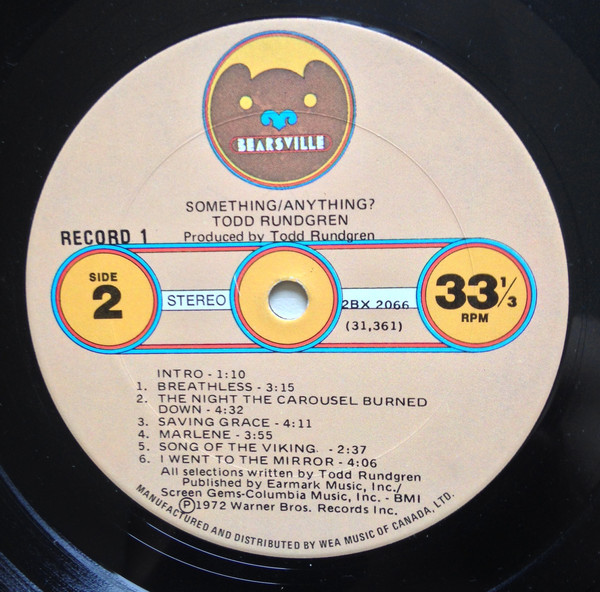 BEARSVILLE
SOMETHING/ANYTHING?
TODD RUNDGREN
RECORD 1
Produced by Todd Rundgren
SIDE
2
STEREO
2BX 2066
(31,361)
33 1/3
RPM
INTRO - 1:10
1. BREATHLESS - 3:15
2. THE NIGHT THE CAROUSEL BURNED
DOWN - 4:32
3. SAVING GRACE - 4:11
4. MARLENE - 3:55
5. SONG OF THE VIKING. - 2:37
6. I WENT TO THE MIRROR - 4:06
All selections written by Todd Rundgren
Published by Earmark Music, Inc./
Screen Gems-Columbia Music, Inc. - BMI
Ⓟ1972 Warner Bros. Records Inc.
MANUFACTURED AND DISTRIBUTED BY WEA MUSIC OF CANADA, LTD.